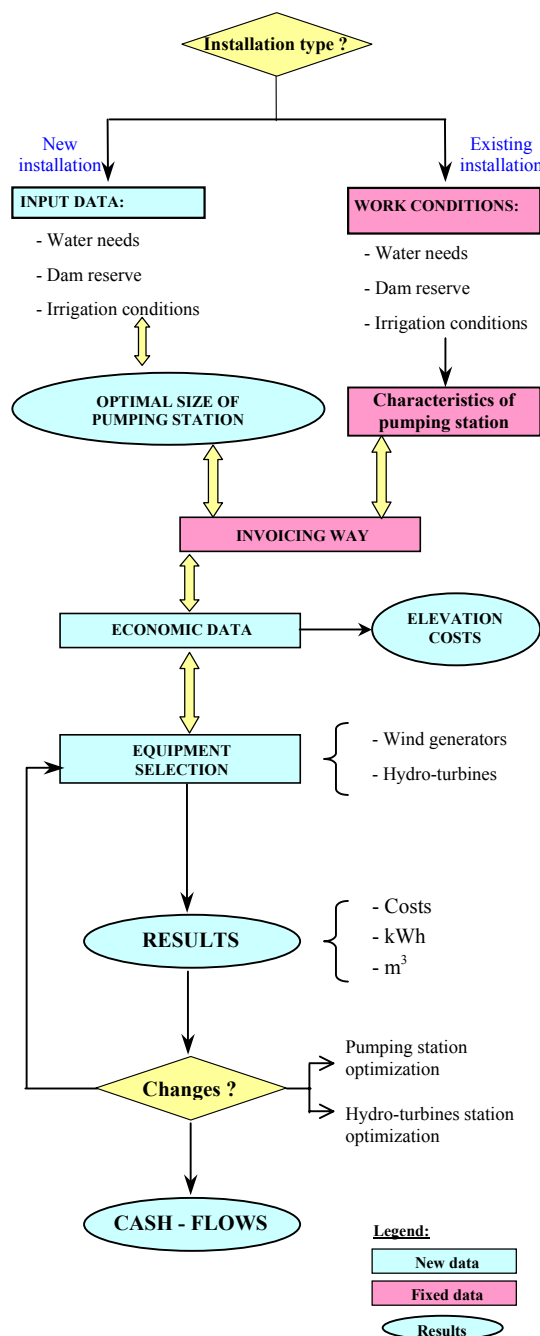 Installation type ?
New
installation
Existing
installation
INPUT DATA:
- Water needs
- Dam reserve
- Irrigation conditions
WORK CONDITIONS:
- Water needs
- Dam reserve
- Irrigation conditions
OPTIMAL SIZE OF
PUMPING STATION
Characteristics of
pumping station
INVOICING WAY
ECONOMIC DATA
ELEVATION
COSTS
EQUIPMENT
SELECTION
- Wind generators
- Hydro-turbines
RESULTS
- Costs
- kWh
- m³
Changes ?
Pumping station
optimization
Hydro-turbines station
optimization
CASH - FLOWS
Legend:
New data
Fixed data
Results